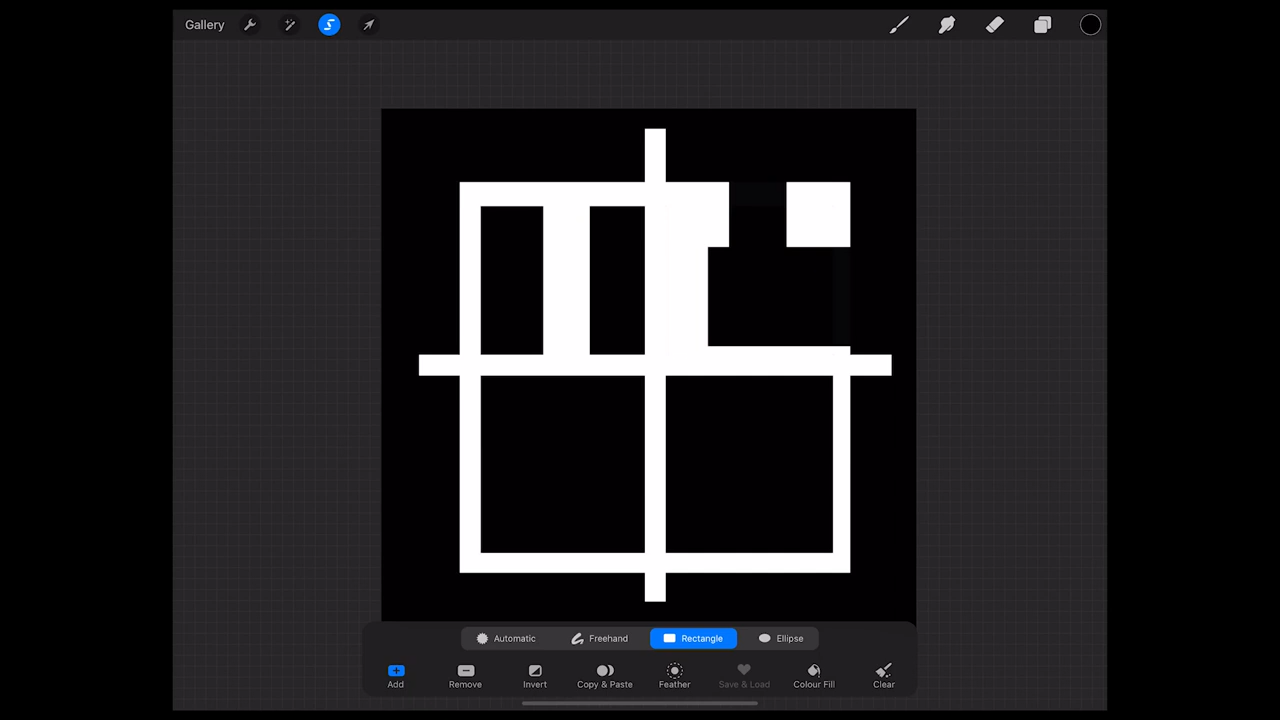 Gallery
Automatic Freehand Rectangle Ellipse
Add Remove Invert Copy & Paste Feather Save & Load Colour Fill Clear